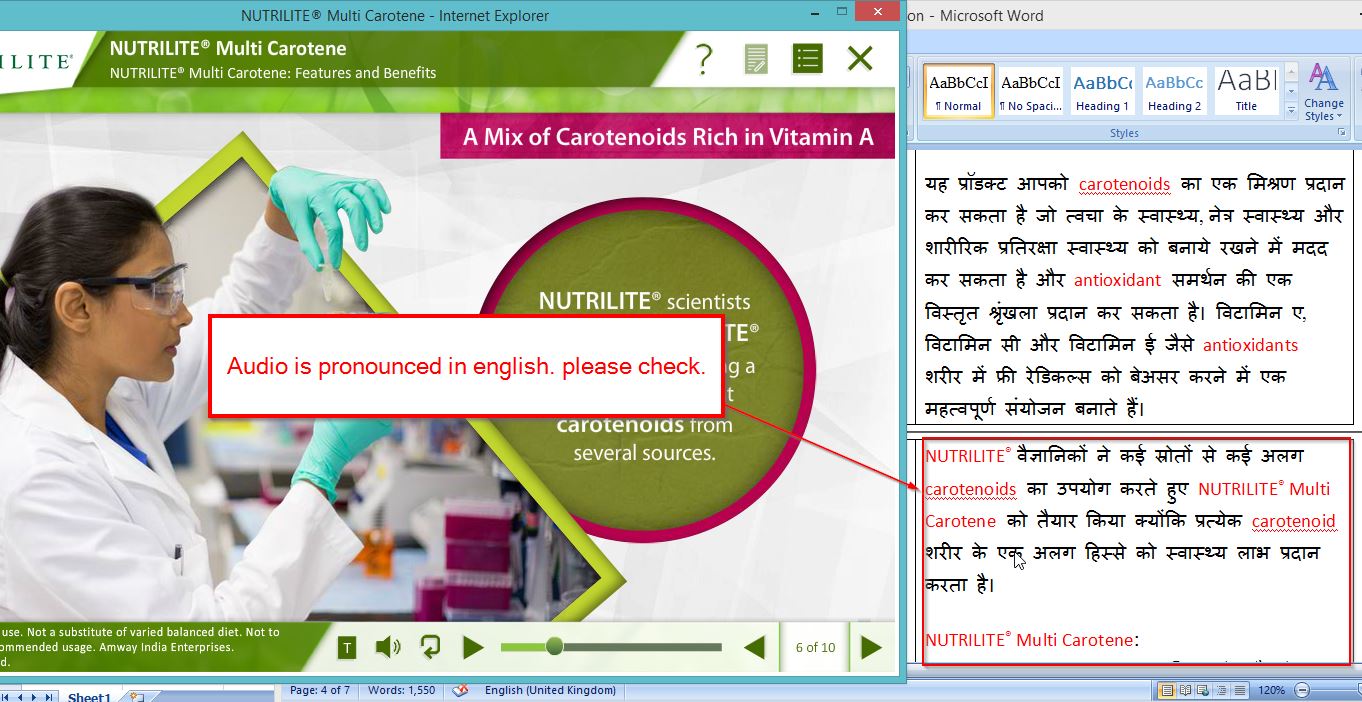 NUTRILITE® Multi Carotene - Internet Explorer
on - Microsoft Word
ILITE®
NUTRILITE® Multi Carotene
NUTRILITE® Multi Carotene: Features and Benefits
?
A Mix of Carotenoids Rich in Vitamin A
NUTRILITE® scientists
TE®
g a
t
carotenoids from
several sources.
Audio is pronounced in english. please check.
use. Not a substitute of varied balanced diet. Not to
ommended usage. Amway India Enterprises.
d.
T
6 of 10
AaBbCcI AaBbCcI AaBbCc AaBbCc AaBl
¶ Normal ¶ No Spaci... Heading 1 Heading 2 Title
Change
Styles
Styles
यह प्रॉडक्ट आपको carotenoids का एक मिश्रण प्रदान
कर सकता है जो त्वचा के स्वास्थ्य, नेत्र स्वास्थ्य और
शारीरिक प्रतिरक्षा स्वास्थ्य को बनाये रखने में मदद
कर सकता है और antioxidant समर्थन की एक
विस्तृत श्रृंखला प्रदान कर सकता है। विटामिन ए,
विटामिन सी और विटामिन ई जैसे antioxidants
शरीर में फ्री रेडिकल्स को बेअसर करने में एक
महत्वपूर्ण संयोजन बनाते हैं।
NUTRILITE® वैज्ञानिकों ने कई स्रोतों से कई अलग
carotenoids का उपयोग करते हुए NUTRILITE® Multi
Carotene को तैयार किया क्योंकि प्रत्येक carotenoid
शरीर के एक अलग हिस्से को स्वास्थ्य लाभ प्रदान
करता है।
NUTRILITE® Multi Carotene:
Sheet1
Page: 4 of 7 Words: 1,550 English (United Kingdom) 120%